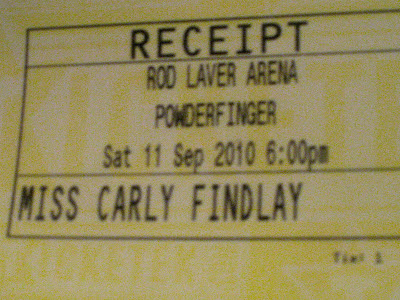 RECEIPT
ROD LAVER ARENA
POWDERFINGER
Sat 11 Sep 2010 6:00pm
MISS CARLY FINDLAY